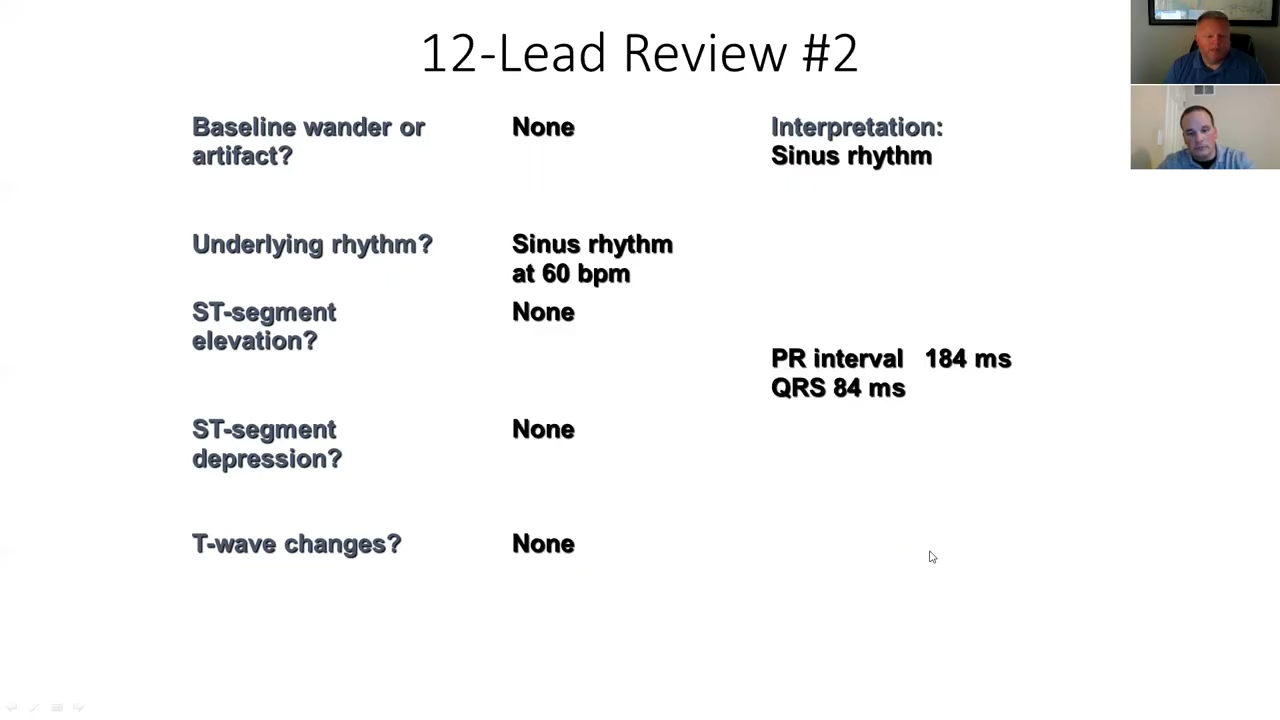 12-Lead Review #2
Baseline wander or
artifact?
None
Interpretation:
Sinus rhythm
Underlying rhythm?
Sinus rhythm
at 60 bpm
ST-segment
elevation?
None
PR interval 184 ms
QRS 84 ms
ST-segment
depression?
None
T-wave changes?
None